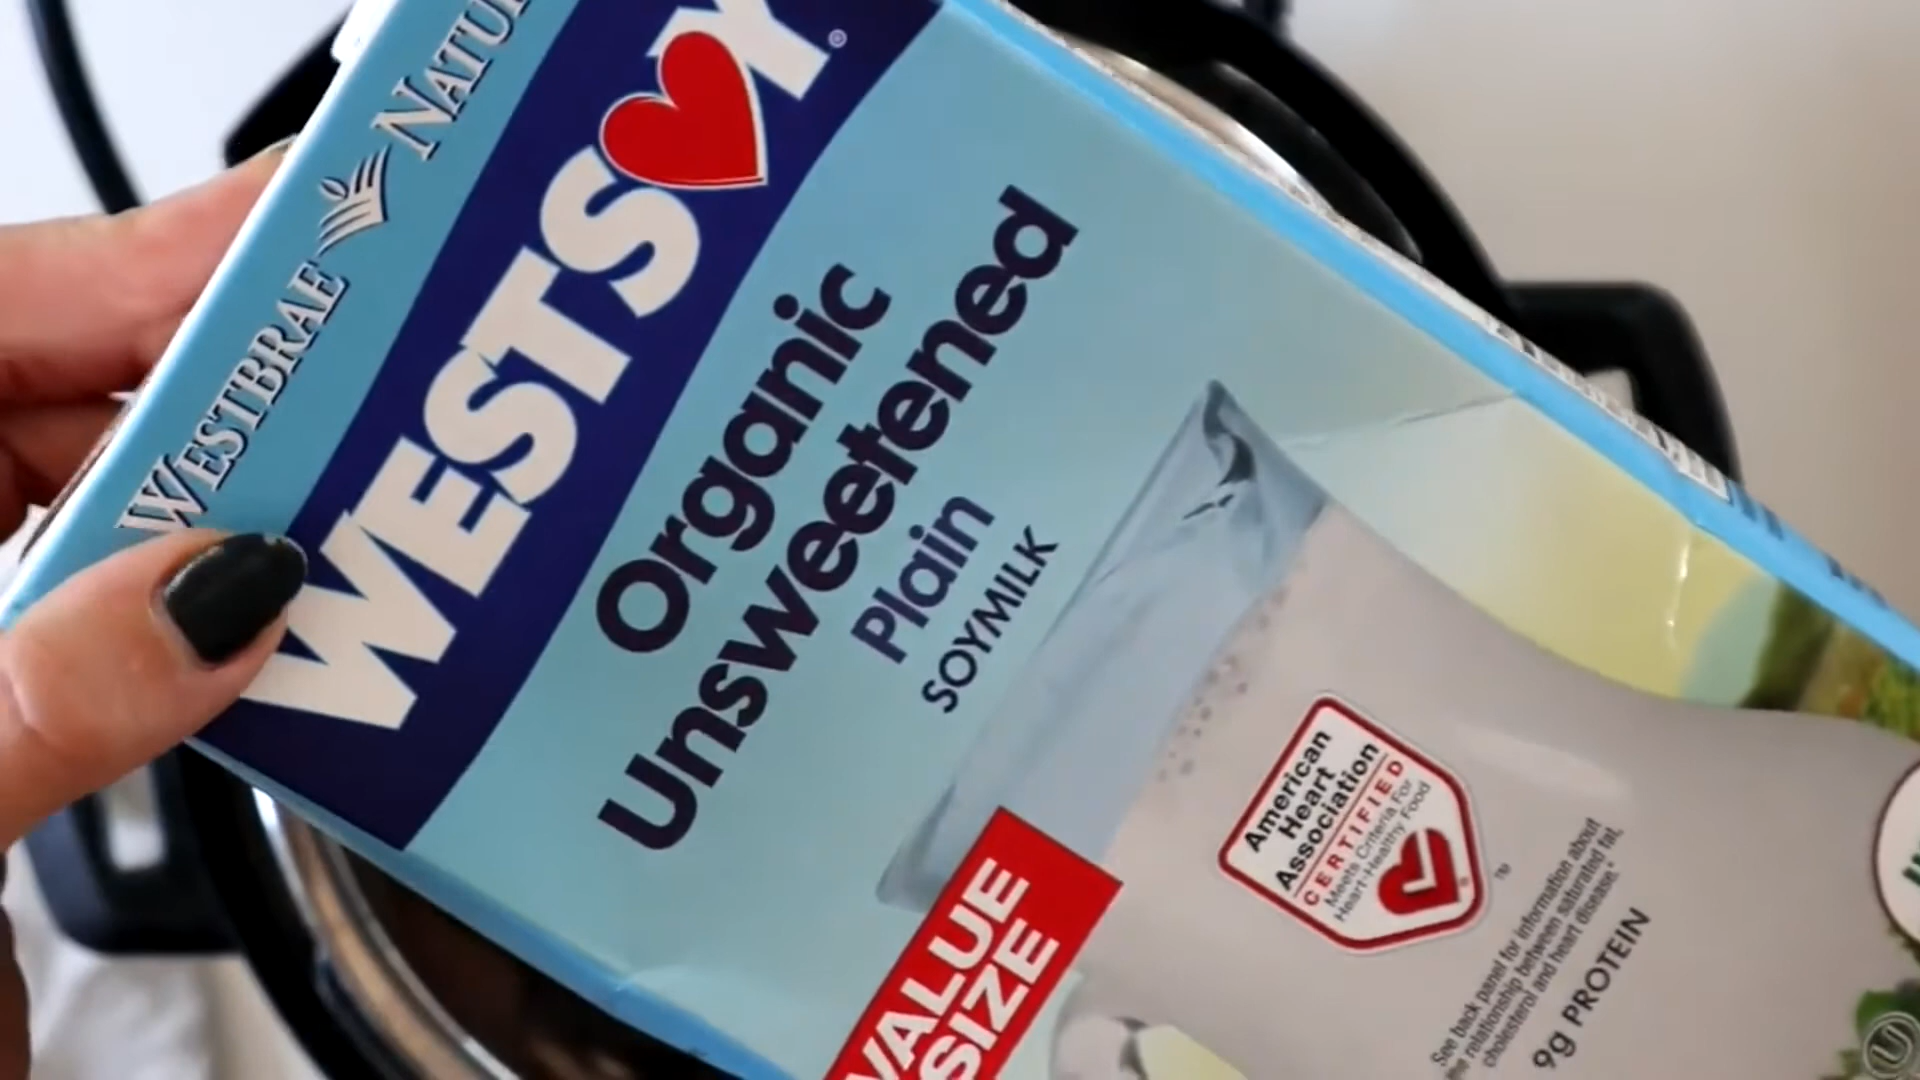 WESTBRAE NATU
WESTSOY®
Organic
Unsweetened
Plain
SOYMILK
VALUE
SIZE
American
Heart
Association
CERTIFIED
Meets Criteria For
Heart-Healthy Food
™
See back panel for information about
the relationship between saturated fat,
cholesterol and heart disease.*
9g PROTEIN
U